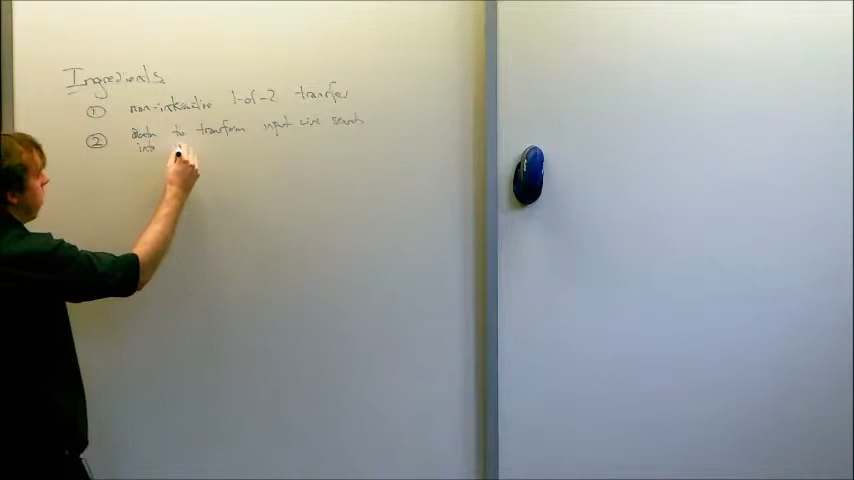 Ingredients
① non-interactive 1-of-2 transfer
② to transform input wire secrets
into